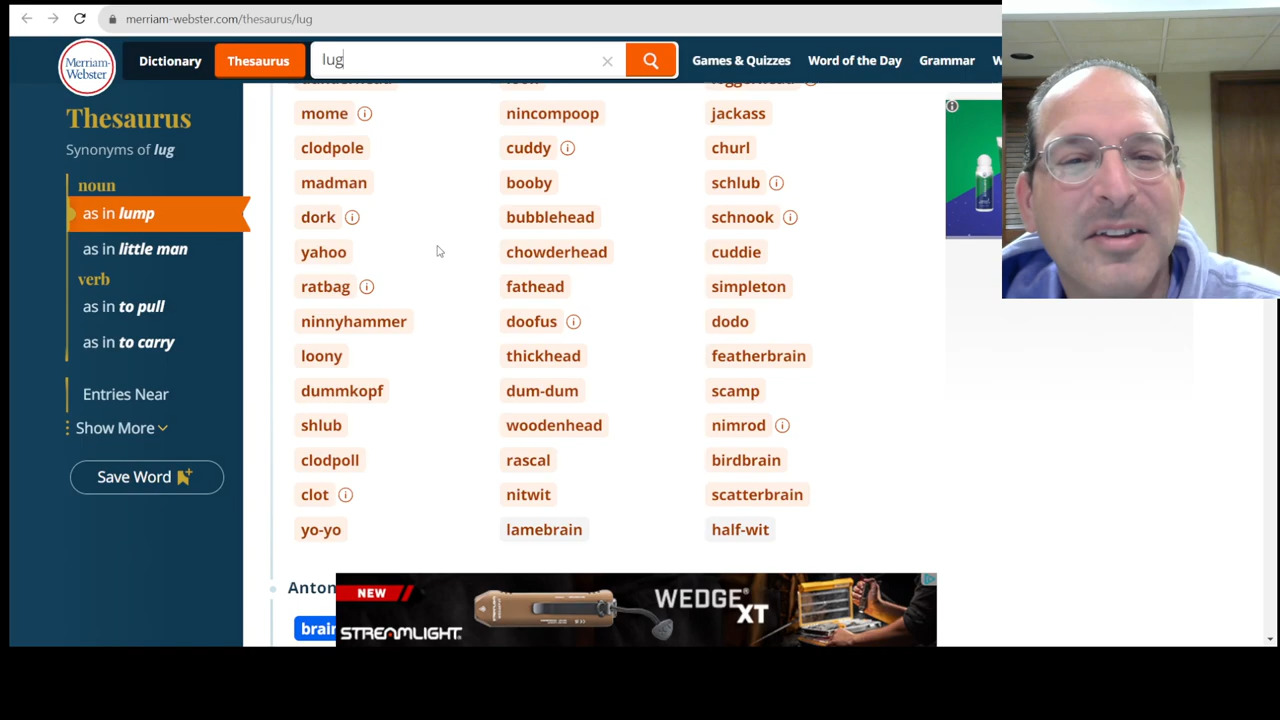 merriam-webster.com/thesaurus/lug
Merriam-
Webster
Dictionary
Thesaurus
lug
Games & Quizzes
Word of the Day
Grammar
W
Thesaurus
Synonyms of lug
noun
as in lump
as in little man
verb
as in to pull
as in to carry
Entries Near
Show More
Save Word
mome nincompoop jackass
clodpole cuddy churl
madman booby schlub
dork bubblehead schnook
yahoo chowderhead cuddie
ratbag fathead simpleton
ninnyhammer doofus dodo
loony thickhead featherbrain
dummkopf dum-dum scamp
shlub woodenhead nimrod
clodpoll rascal birdbrain
clot nitwit scatterbrain
yo-yo lamebrain half-wit
Anton
brain
NEW
STREAMLIGHT.
WEDGE® XT